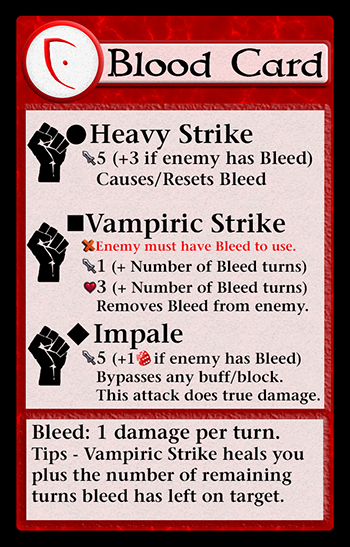 Blood Card
Heavy Strike
5 (+3 if enemy has Bleed)
Causes/Resets Bleed
Vampiric Strike
Enemy must have Bleed to use.
1 (+ Number of Bleed turns)
3 (+ Number of Bleed turns)
Removes Bleed from enemy.
Impale
5 (+1 if enemy has Bleed)
Bypasses any buff/block.
This attack does true damage.
Bleed: 1 damage per turn.
Tips - Vampiric Strike heals you
plus the number of remaining
turns bleed has left on target.